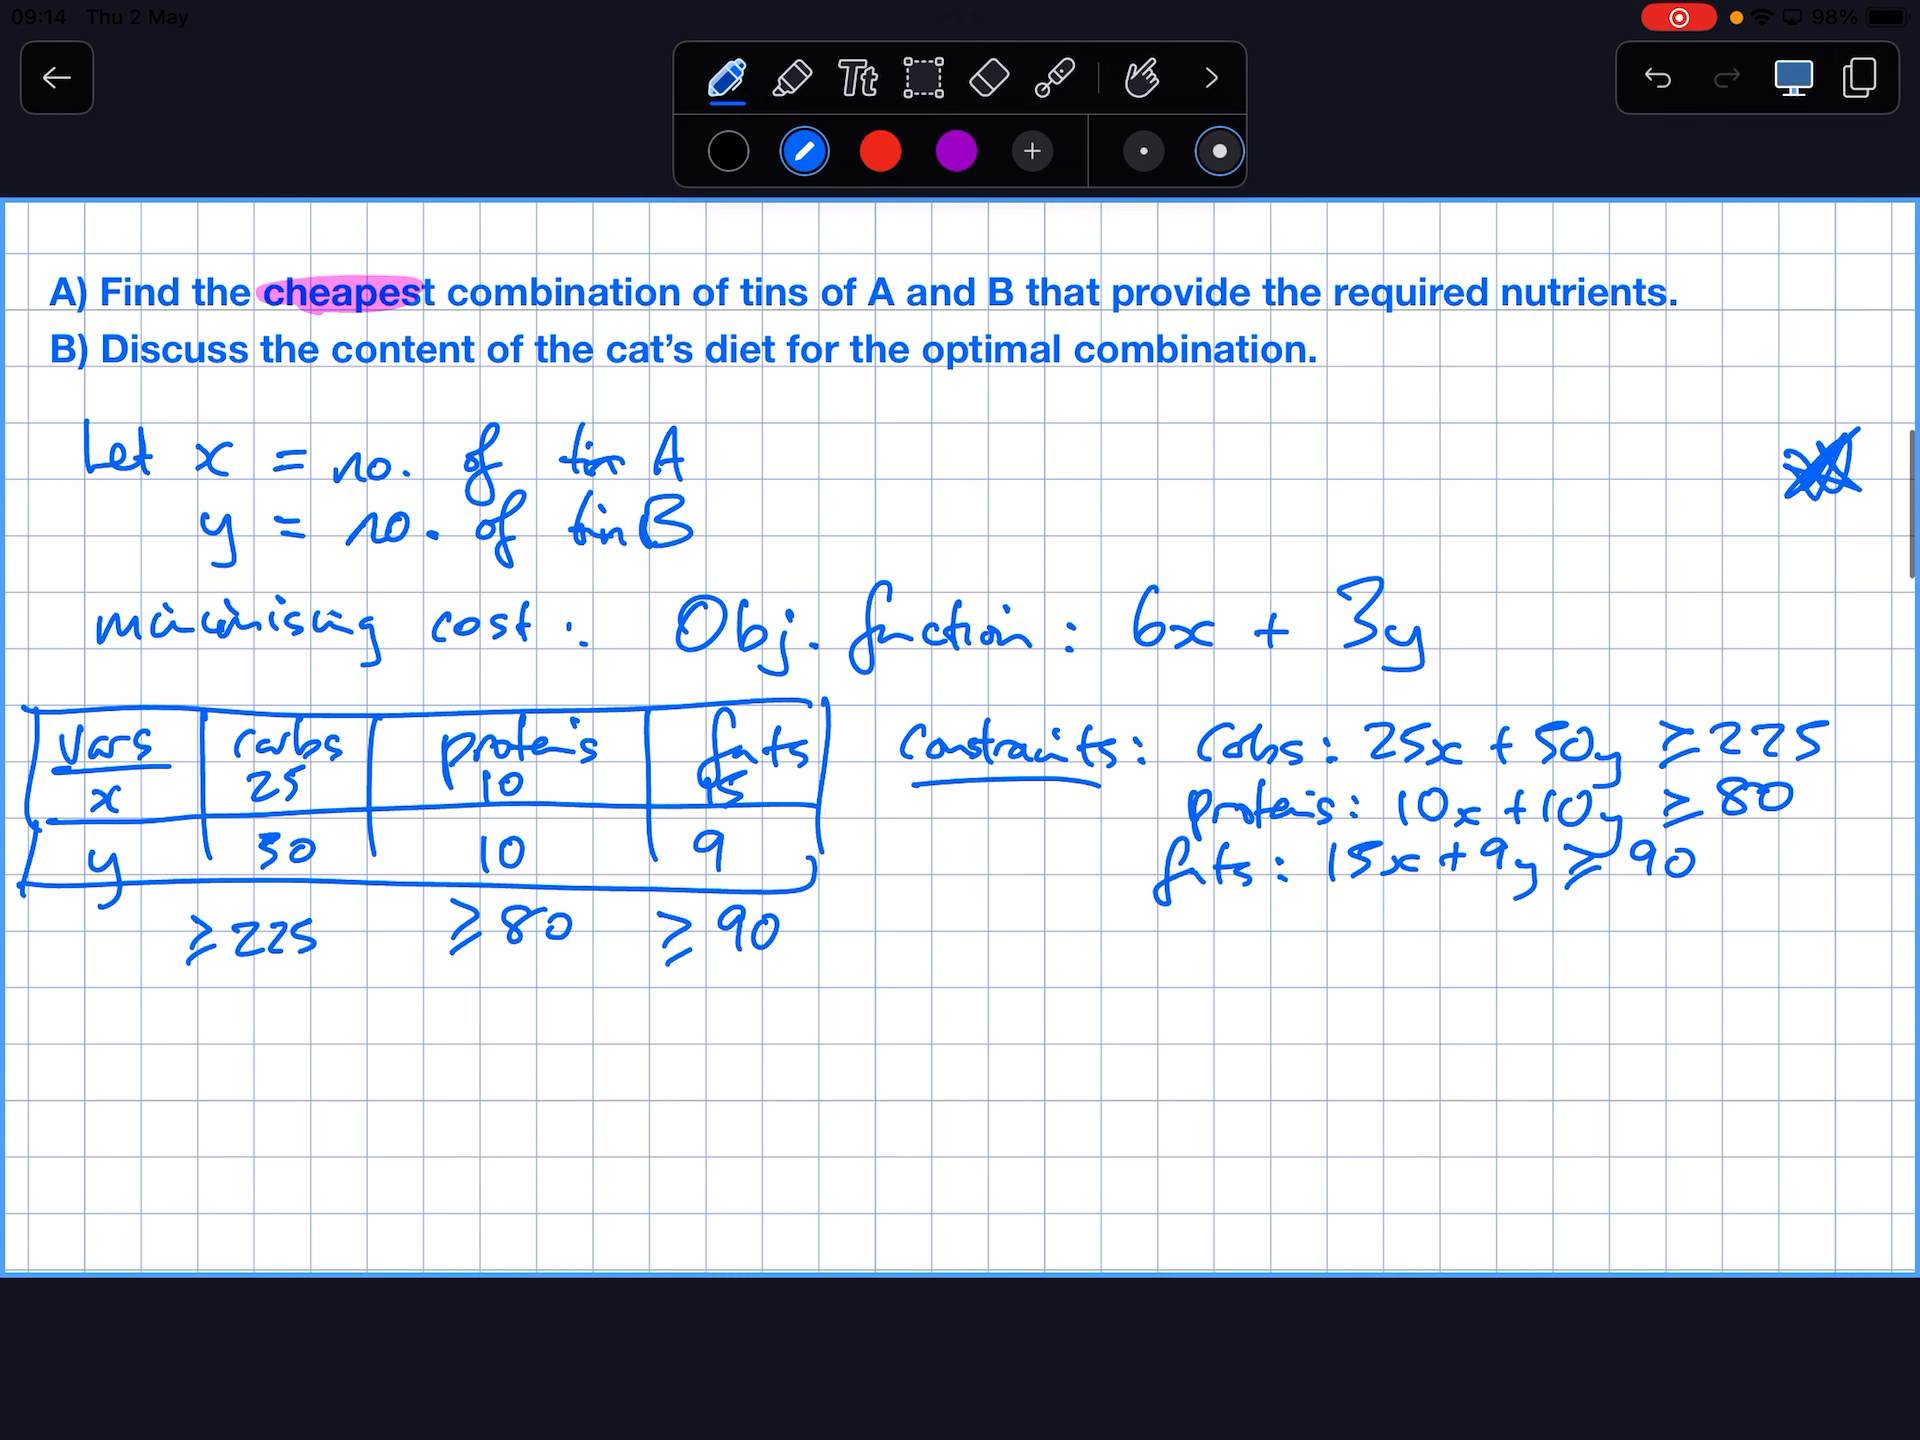 09:14 Thu 2 May
98%
Tt
A) Find the cheapest combination of tins of A and B that provide the required nutrients.
B) Discuss the content of the cat's diet for the optimal combination.
Let x = no. of tin A
y = no. of tin B
minimising cost : Obj. function : 6x + 3y
Vars carbs proteins fats
x 25 10 15
y 50 10 9
≥ 225 ≥ 80 ≥ 90
Constraints : Cobs : 25x + 50y ≥ 225
proteins : 10x + 10y ≥ 80
fats : 15x + 9y ≥ 90